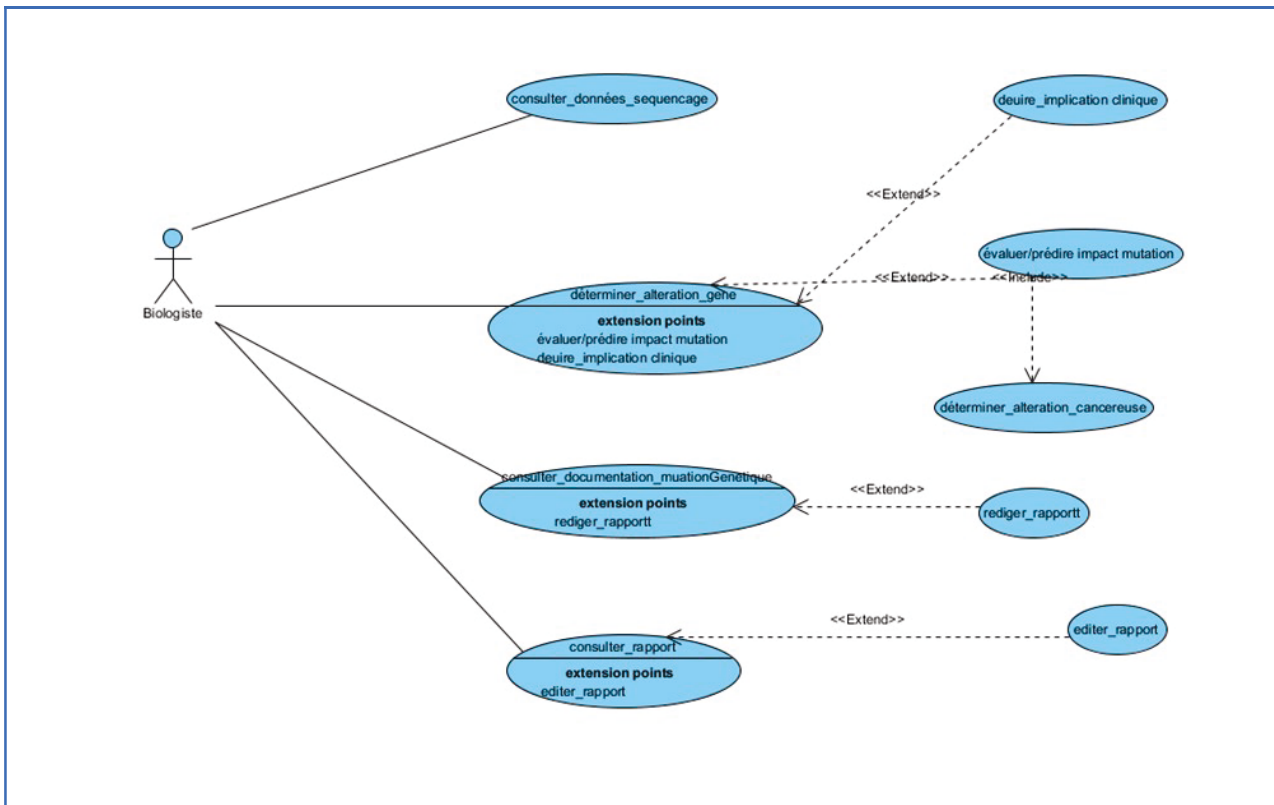 consulter_données_sequencage
deuire_implication clinique
<<Extend>>
évaluer/prédire impact mutation
<<Extend>>
<<Include>>
Biologiste
déterminer_alteration_gene
extension points
évaluer/prédire impact mutation
deuire_implication clinique
déterminer_alteration_cancereuse
consulter_documentation_muationGenetique
extension points
rediger_rapportt
<<Extend>>
rediger_rapportt
<<Extend>>
editer_rapport
consulter_rapport
extension points
editer_rapport